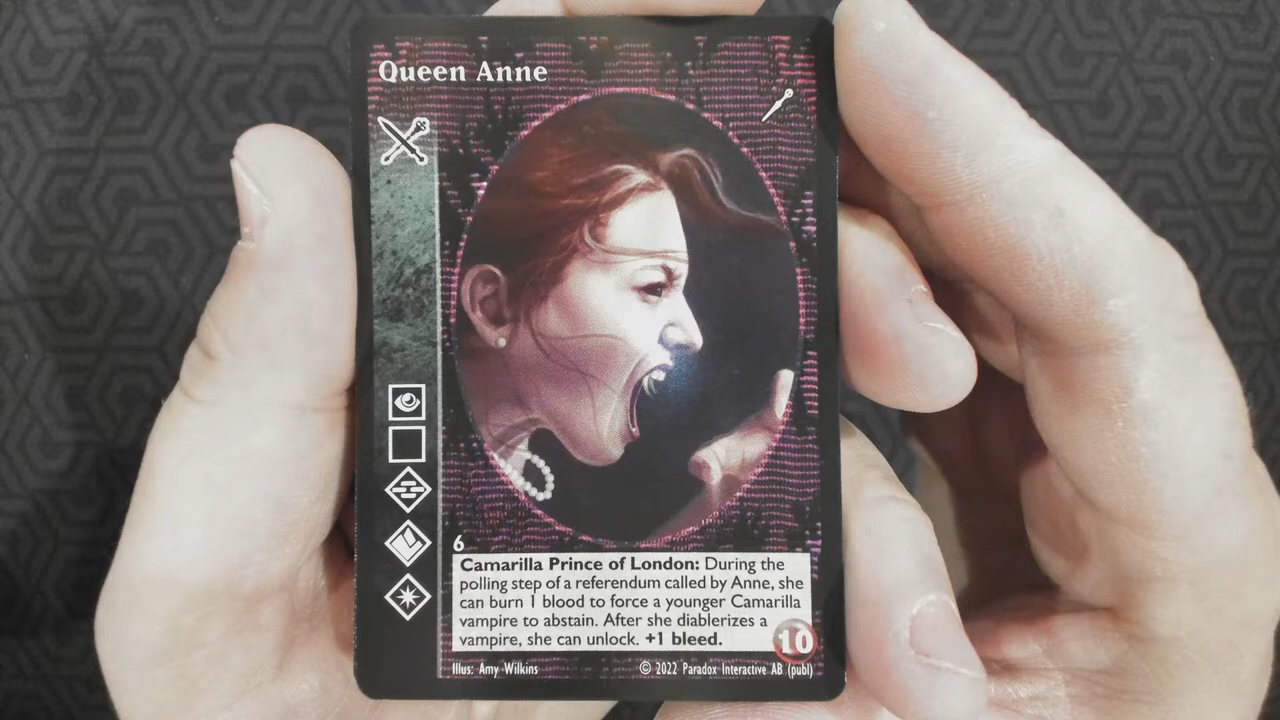 Queen Anne
6
Camarilla Prince of London: During the
polling step of a referendum called by Anne, she
can burn 1 blood to force a younger Camarilla
vampire to abstain. After she diablerizes a
vampire, she can unlock. +1 bleed.
10
Illus: Amy Wilkins © 2022 Paradox Interactive AB (publ)